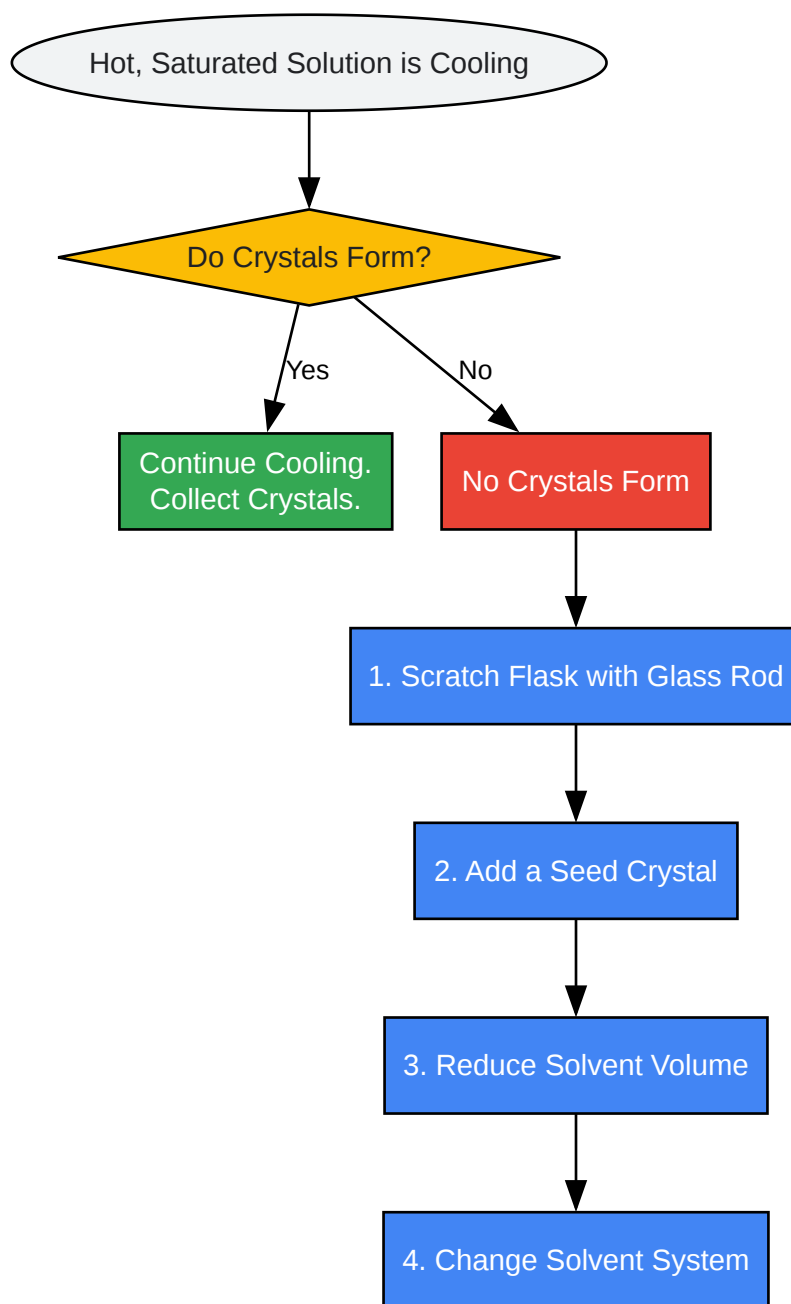 Hot, Saturated Solution is Cooling
Do Crystals Form?
Yes
No
Continue Cooling.
Collect Crystals.
No Crystals Form
1. Scratch Flask with Glass Rod
2. Add a Seed Crystal
3. Reduce Solvent Volume
4. Change Solvent System